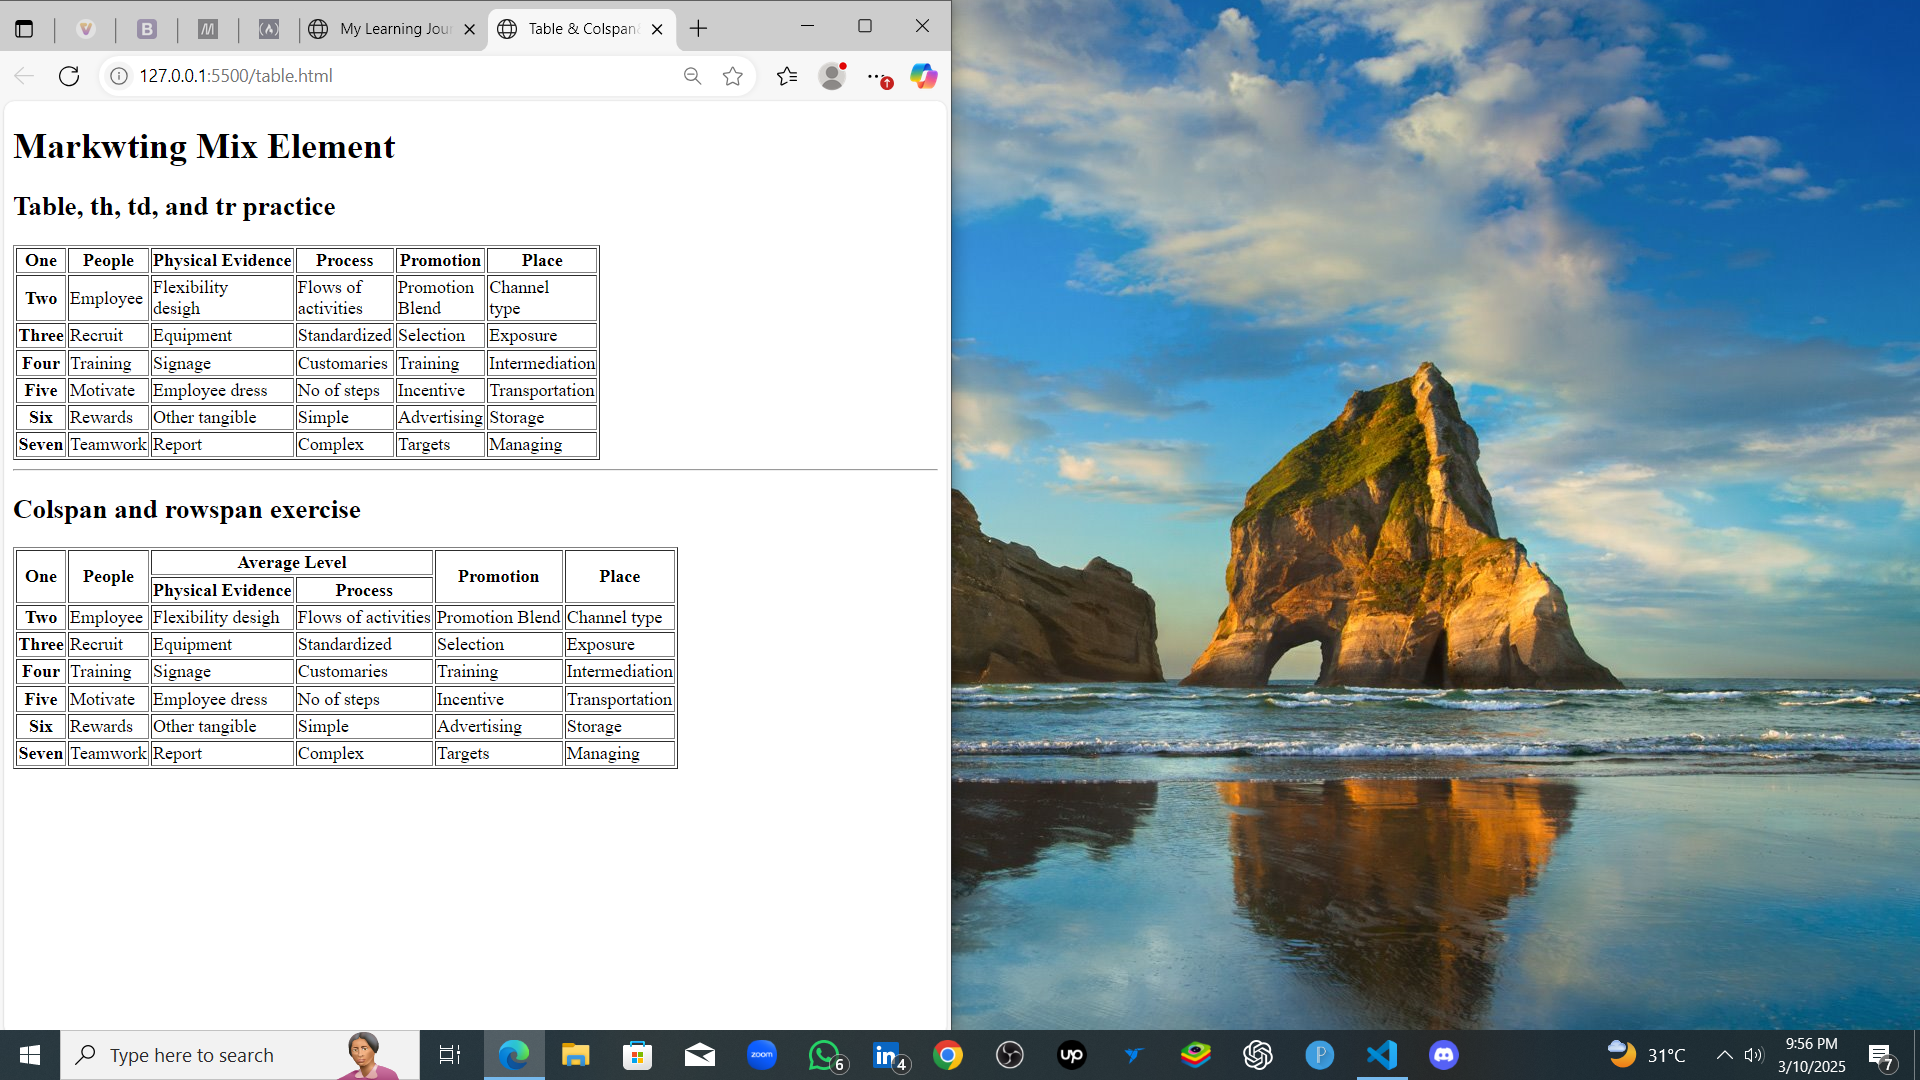 My Learning Jour
Table & Colspan
127.0.0.1:5500/table.html
Markwting Mix Element
Table, th, td, and tr practice
One People Physical Evidence Process Promotion Place
Two Employee Flexibility desigh Flows of activities Promotion Blend Channel type
Three Recruit Equipment Standardized Selection Exposure
Four Training Signage Customaries Training Intermediation
Five Motivate Employee dress No of steps Incentive Transportation
Six Rewards Other tangible Simple Advertising Storage
Seven Teamwork Report Complex Targets Managing
Colspan and rowspan exercise
One People Average Level Promotion Place
Physical Evidence Process
Two Employee Flexibility desigh Flows of activities Promotion Blend Channel type
Three Recruit Equipment Standardized Selection Exposure
Four Training Signage Customaries Training Intermediation
Five Motivate Employee dress No of steps Incentive Transportation
Six Rewards Other tangible Simple Advertising Storage
Seven Teamwork Report Complex Targets Managing
Type here to search
zoom
6
in
4
up
P
31°C
9:56 PM
3/10/2025
7